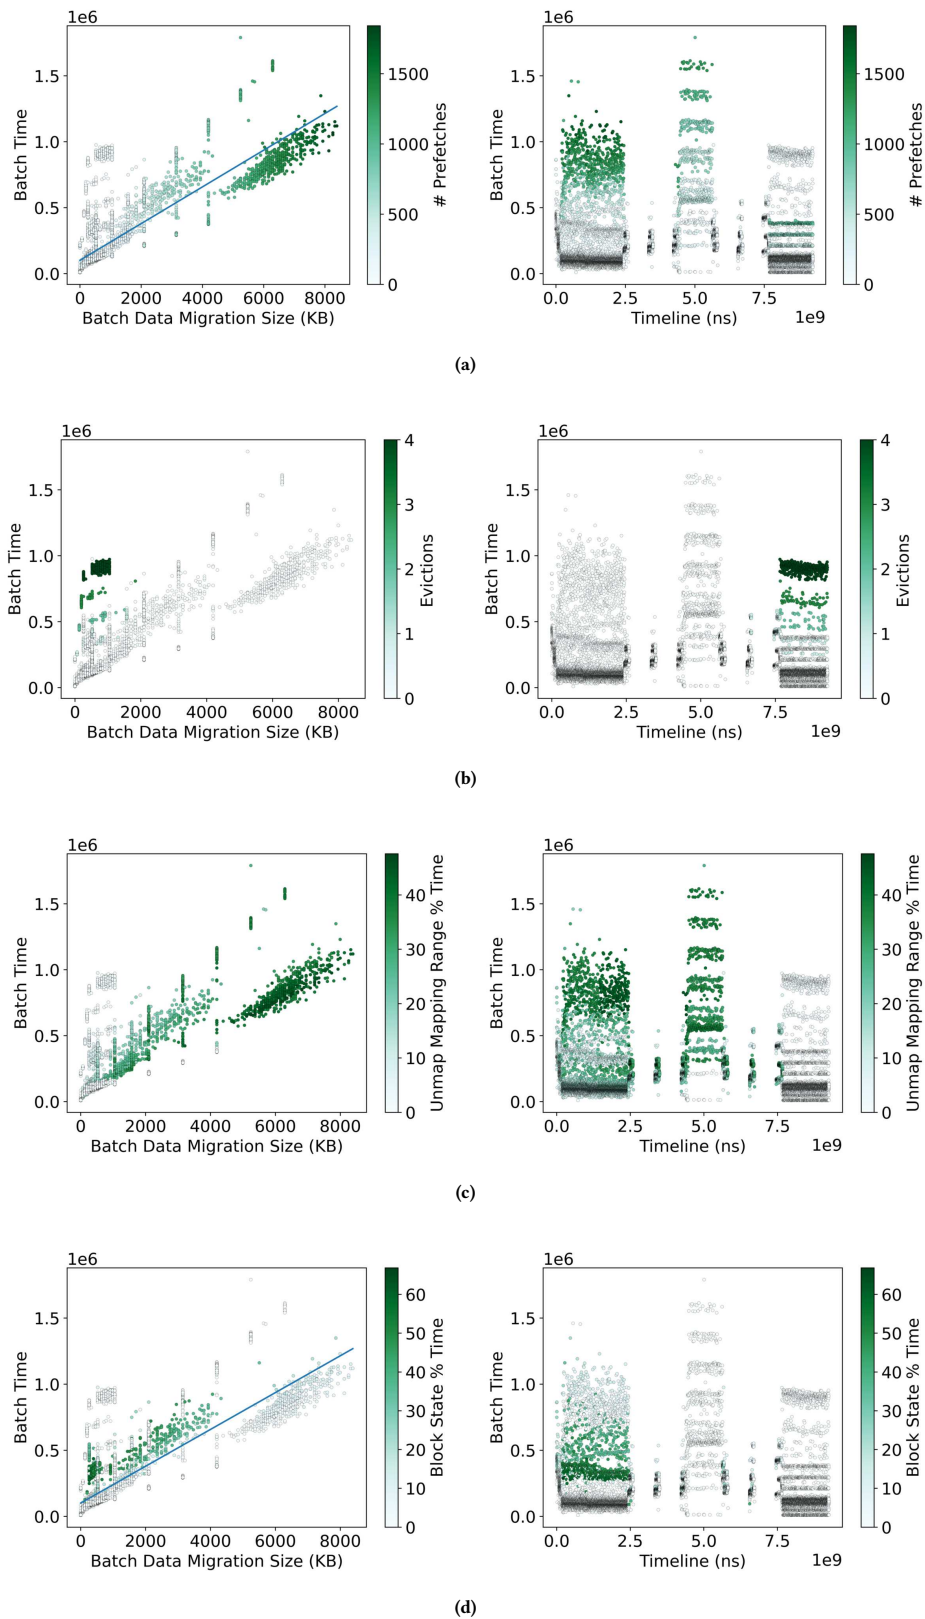 1e6
Batch Time
1.5
1.0
0.5
0.0
0 2000 4000 6000 8000
Batch Data Migration Size (KB)
1500
1000
500
0
# Prefetches
1e6
Batch Time
1.5
1.0
0.5
0.0
0.0 2.5 5.0 7.5
Timeline (ns) 1e9
1500
1000
500
0
# Prefetches
(a)
1e6
Batch Time
1.5
1.0
0.5
0.0
0 2000 4000 6000 8000
Batch Data Migration Size (KB)
4
3
2
1
0
Evictions
1e6
Batch Time
1.5
1.0
0.5
0.0
0.0 2.5 5.0 7.5
Timeline (ns) 1e9
4
3
2
1
0
Evictions
(b)
1e6
Batch Time
1.5
1.0
0.5
0.0
0 2000 4000 6000 8000
Batch Data Migration Size (KB)
40
30
20
10
0
Unmap Mapping Range % Time
1e6
Batch Time
1.5
1.0
0.5
0.0
0.0 2.5 5.0 7.5
Timeline (ns) 1e9
40
30
20
10
0
Unmap Mapping Range % Time
(c)
1e6
Batch Time
1.5
1.0
0.5
0.0
0 2000 4000 6000 8000
Batch Data Migration Size (KB)
60
50
40
30
20
10
0
Block State % Time
1e6
Batch Time
1.5
1.0
0.5
0.0
0.0 2.5 5.0 7.5
Timeline (ns) 1e9
60
50
40
30
20
10
0
Block State % Time
(d)